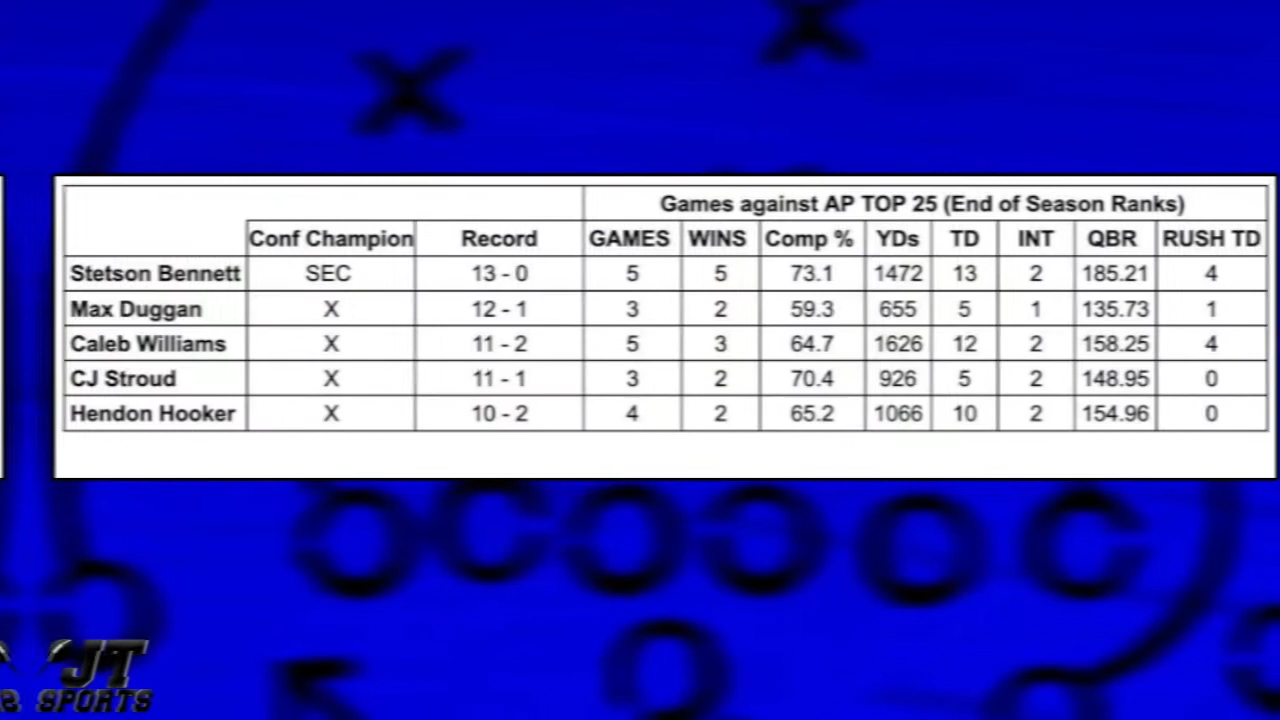 Games against AP TOP 25 (End of Season Ranks)
Conf Champion Record GAMES WINS Comp % YDs TD INT QBR RUSH TD
Stetson Bennett SEC 13 - 0 5 5 73.1 1472 13 2 185.21 4
Max Duggan X 12 - 1 3 2 59.3 655 5 1 135.73 1
Caleb Williams X 11 - 2 5 3 64.7 1626 12 2 158.25 4
CJ Stroud X 11 - 1 3 2 70.4 926 5 2 148.95 0
Hendon Hooker X 10 - 2 4 2 65.2 1066 10 2 154.96 0
JT
SPORTS